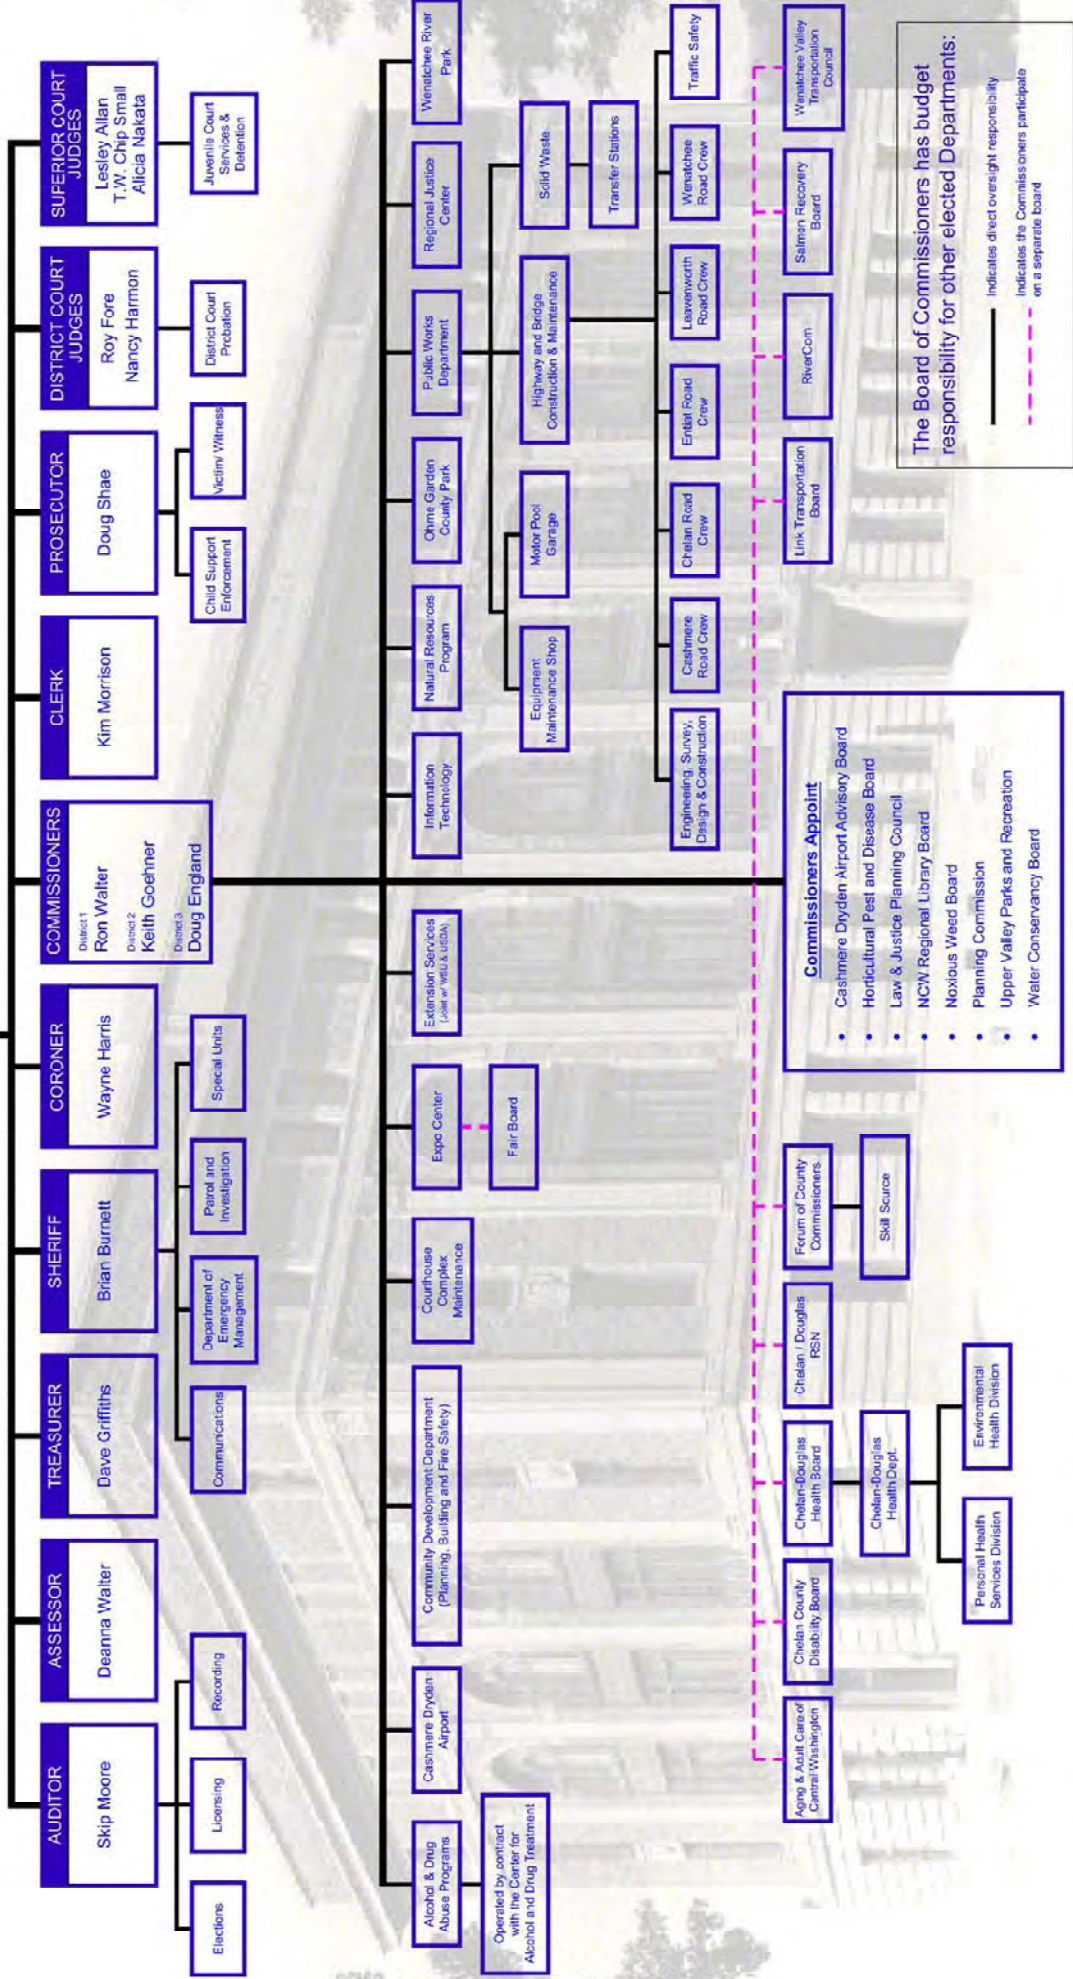 AUDITOR
Skip Moore
Elections
Licensing
Recording
ASSESSOR
Deanna Walter
TREASURER
Dave Griffiths
SHERIFF
Brian Burnett
Communications
Department of
Emergency
Management
Patrol and
Investigation
Special Units
CORONER
Wayne Harris
COMMISSIONERS
District 1
Ron Walter
District 2
Keith Goehner
District 3
Doug England
CLERK
Kim Morrison
PROSECUTOR
Doug Shae
Child Support
Enforcement
Victim/ Witness
DISTRICT COURT
JUDGES
Roy Fore
Nancy Harmon
District Court
Probation
SUPERIOR COURT
JUDGES
Lesley Allan
T.W. Chip Small
Alicia Nakata
Juvenile Court
Services &
Detention
Alcohol & Drug
Abuse Programs
Operated by contract
with the Center for
Alcohol and Drug Treatment
Cashmere Dryden
Airport
Community Development Department
(Planning, Building and Fire Safety)
Courthouse
Complex
Maintenance
Expo Center
Fair Board
Extension Services
(Joint w/ WSU & USDA)
Information
Technology
Natural Resources
Program
Ohme Garden
County Park
Public Works
Department
Regional Justice
Center
Wenatchee River
Park
Equipment
Maintenance Shop
Motor Pool
Garage
Highway and Bridge
Construction & Maintenance
Solid Waste
Transfer Stations
Engineering, Survey,
Design & Construction
Cashmere
Road Crew
Chelan Road
Crew
Entiat Road
Crew
Leavenworth
Road Crew
Wenatchee
Road Crew
Traffic Safety
Aging & Adult Care of
Central Washington
Chelan County
Disability Board
Chelan-Douglas
Health Board
Chelan-Douglas
Health Dept.
Personal Health
Services Division
Environmental
Health Division
Chelan / Douglas
RSN
Forum of County
Commissioners
Skill Source
Commissioners Appoint
• Cashmere Dryden Airport Advisory Board
• Horticultural Pest and Disease Board
• Law & Justice Planning Council
• NCW Regional Library Board
• Noxious Weed Board
• Planning Commission
• Upper Valley Parks and Recreation
• Water Conservancy Board
Link Transportation
Board
RiverCom
Salmon Recovery
Board
Wenatchee Valley
Transportation
Council
The Board of Commissioners has budget
responsibility for other elected Departments:
Indicates direct oversight responsibility
Indicates the Commissioners participate
on a separate board